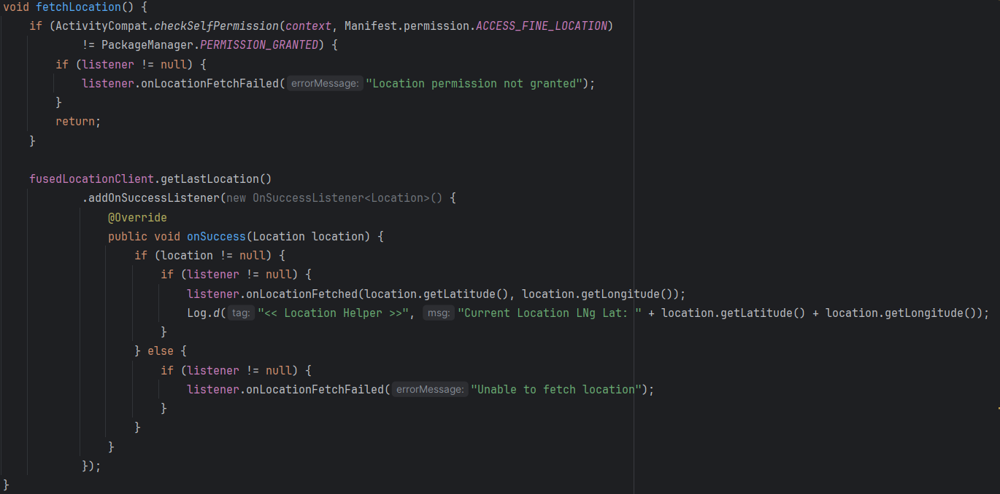 void fetchLocation() {
    if (ActivityCompat.checkSelfPermission(context, Manifest.permission.ACCESS_FINE_LOCATION)
            != PackageManager.PERMISSION_GRANTED) {
        if (listener != null) {
            listener.onLocationFetchFailed( errorMessage: "Location permission not granted");
        }
        return;
    }

    fusedLocationClient.getLastLocation()
            .addOnSuccessListener(new OnSuccessListener<Location>() {
                @Override
                public void onSuccess(Location location) {
                    if (location != null) {
                        if (listener != null) {
                            listener.onLocationFetched(location.getLatitude(), location.getLongitude());
                            Log.d( tag: "<< Location Helper >>", msg: "Current Location LNg Lat: " + location.getLatitude() + location.getLongitude());
                        }
                    } else {
                        if (listener != null) {
                            listener.onLocationFetchFailed( errorMessage: "Unable to fetch location");
                        }
                    }
                }
            });
}